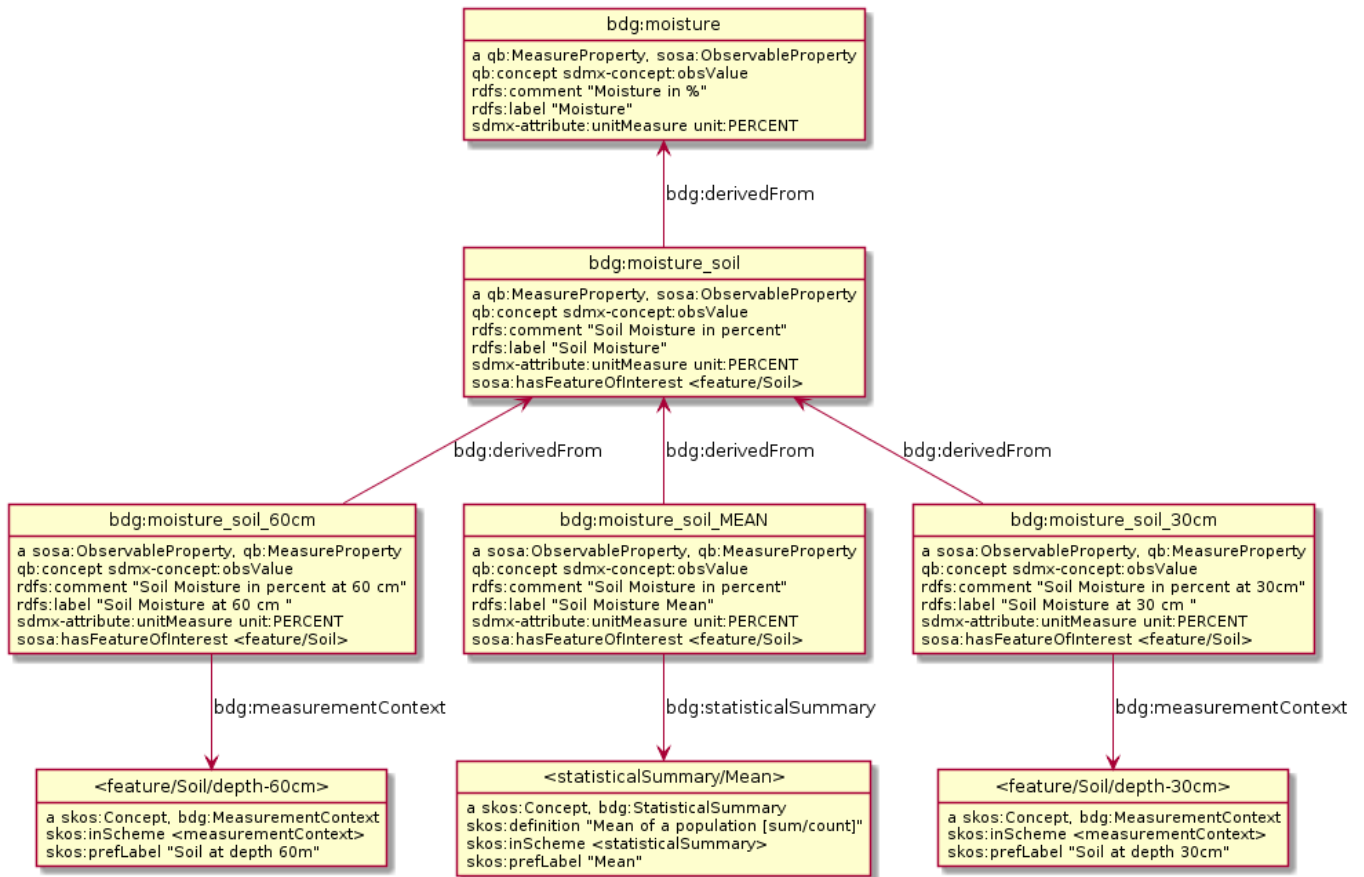 bdg:moisture
a qb:MeasureProperty, sosa:ObservableProperty
qb:concept sdmx-concept:obsValue
rdfs:comment "Moisture in %"
rdfs:label "Moisture"
sdmx-attribute:unitMeasure unit:PERCENT
bdg:derivedFrom
bdg:moisture_soil
a qb:MeasureProperty, sosa:ObservableProperty
qb:concept sdmx-concept:obsValue
rdfs:comment "Soil Moisture in percent"
rdfs:label "Soil Moisture"
sdmx-attribute:unitMeasure unit:PERCENT
sosa:hasFeatureOfInterest <feature/Soil>
bdg:derivedFrom
bdg:derivedFrom
bdg:derivedFrom
bdg:moisture_soil_60cm
a sosa:ObservableProperty, qb:MeasureProperty
qb:concept sdmx-concept:obsValue
rdfs:comment "Soil Moisture in percent at 60 cm"
rdfs:label "Soil Moisture at 60 cm "
sdmx-attribute:unitMeasure unit:PERCENT
sosa:hasFeatureOfInterest <feature/Soil>
bdg:moisture_soil_MEAN
a sosa:ObservableProperty, qb:MeasureProperty
qb:concept sdmx-concept:obsValue
rdfs:comment "Soil Moisture in percent"
rdfs:label "Soil Moisture Mean"
sdmx-attribute:unitMeasure unit:PERCENT
sosa:hasFeatureOfInterest <feature/Soil>
bdg:moisture_soil_30cm
a sosa:ObservableProperty, qb:MeasureProperty
qb:concept sdmx-concept:obsValue
rdfs:comment "Soil Moisture in percent at 30cm"
rdfs:label "Soil Moisture at 30 cm "
sdmx-attribute:unitMeasure unit:PERCENT
sosa:hasFeatureOfInterest <feature/Soil>
bdg:measurementContext
bdg:statisticalSummary
bdg:measurementContext
<feature/Soil/depth-60cm>
a skos:Concept, bdg:MeasurementContext
skos:inScheme <measurementContext>
skos:prefLabel "Soil at depth 60m"
<statisticalSummary/Mean>
a skos:Concept, bdg:StatisticalSummary
skos:definition "Mean of a population [sum/count]"
skos:inScheme <statisticalSummary>
skos:prefLabel "Mean"
<feature/Soil/depth-30cm>
a skos:Concept, bdg:MeasurementContext
skos:inScheme <measurementContext>
skos:prefLabel "Soil at depth 30cm"